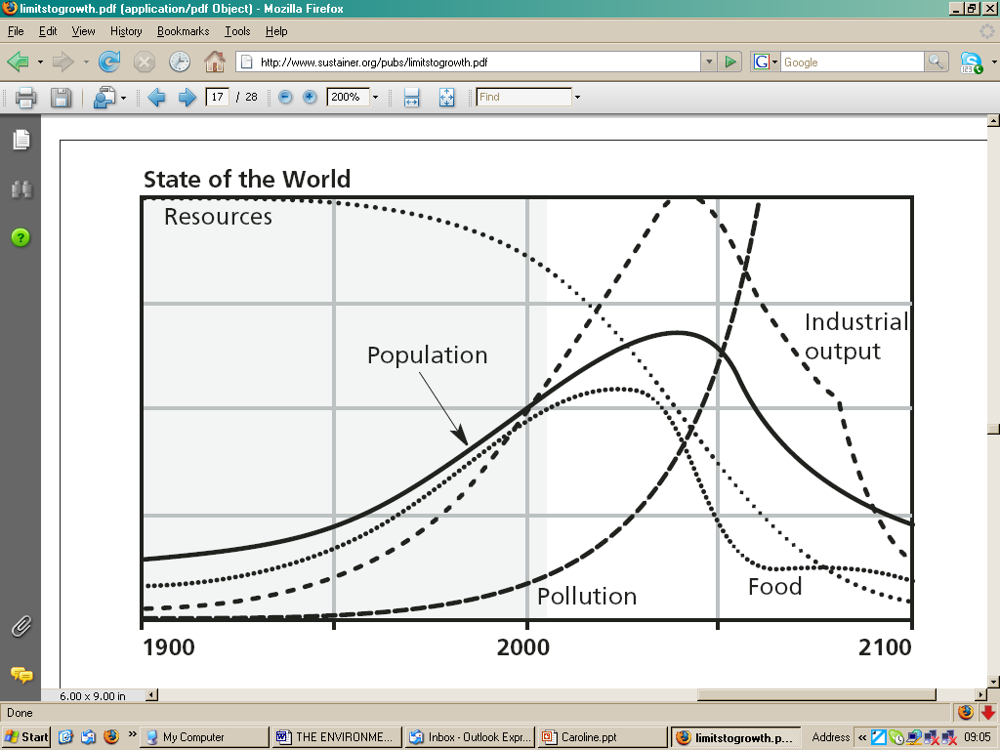 limitstogrowth.pdf (application/pdf Object) - Mozilla Firefox
File Edit View History Bookmarks Tools Help
http://www.sustainer.org/pubs/limitstogrowth.pdf
G Google
123
17 / 28 200% Find
State of the World
Resources
Industrial
output
Population
Pollution
Food
1900 2000 2100
6.00 x 9.00 in
Done
Start » My Computer THE ENVIRONME... Inbox - Outlook Expr... Caroline.ppt limitstogrowth.p... Address « 09:05